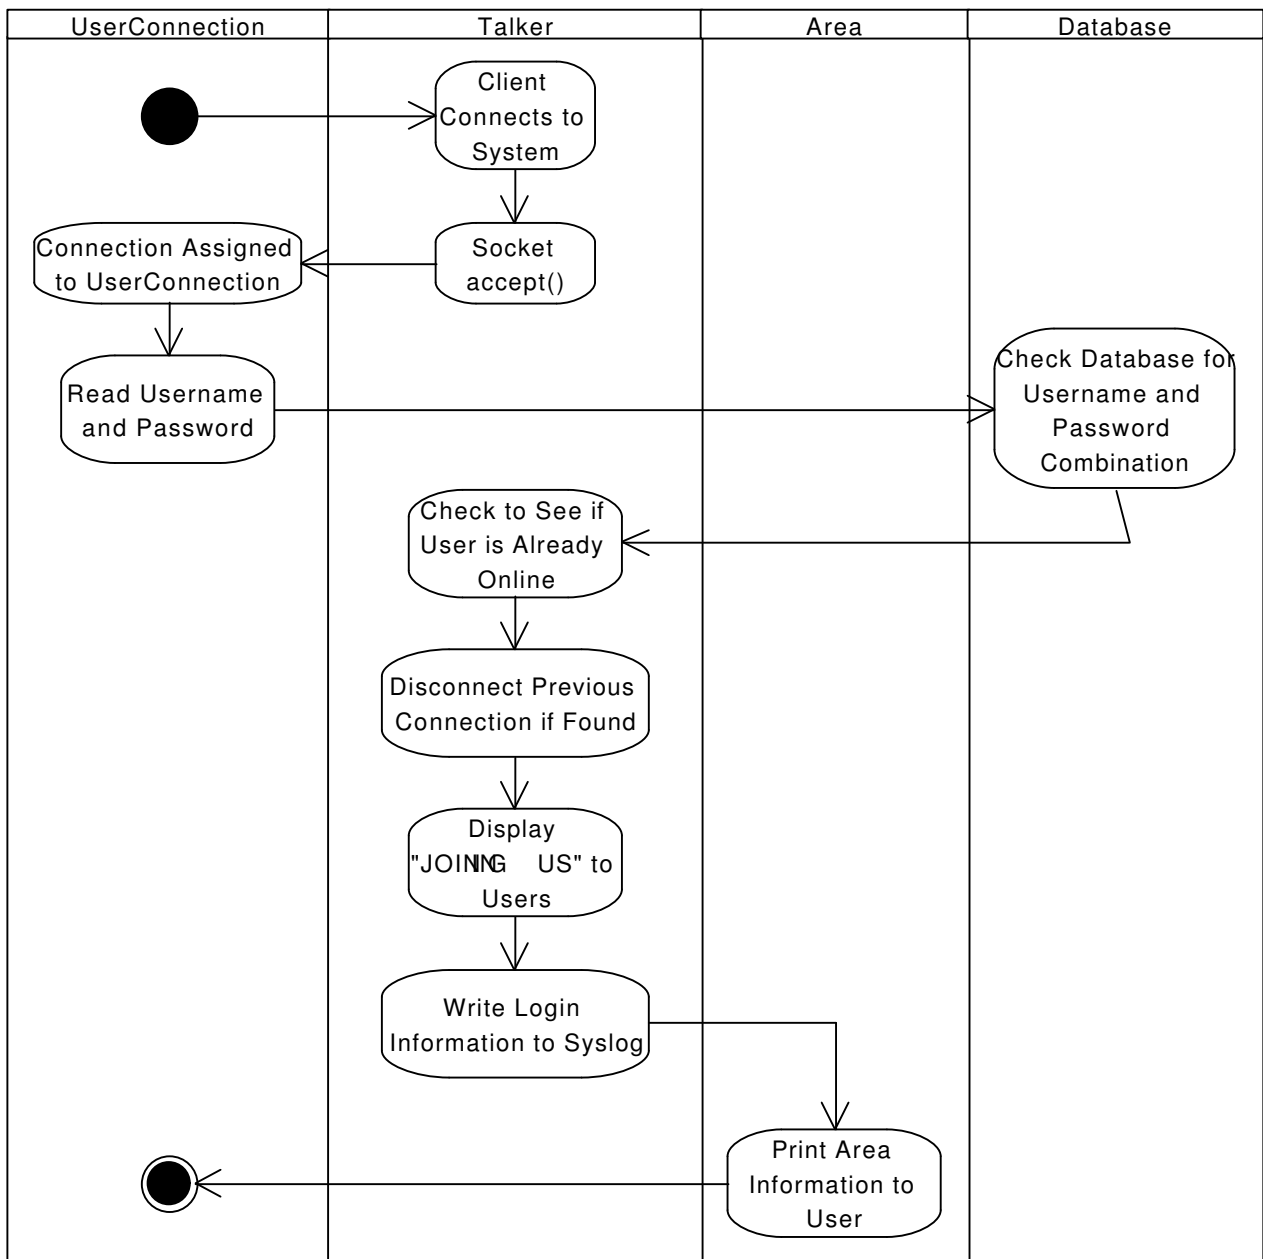 UserConnection
Talker
Area
Database
Client
Connects to
System
Connection Assigned
to UserConnection
Socket
accept()
Read Username
and Password
Check Database for
Username and
Password
Combination
Check to See if
User is Already
Online
Disconnect Previous
Connection if Found
Display
"JOINING US" to
Users
Write Login
Information to Syslog
Print Area
Information to
User